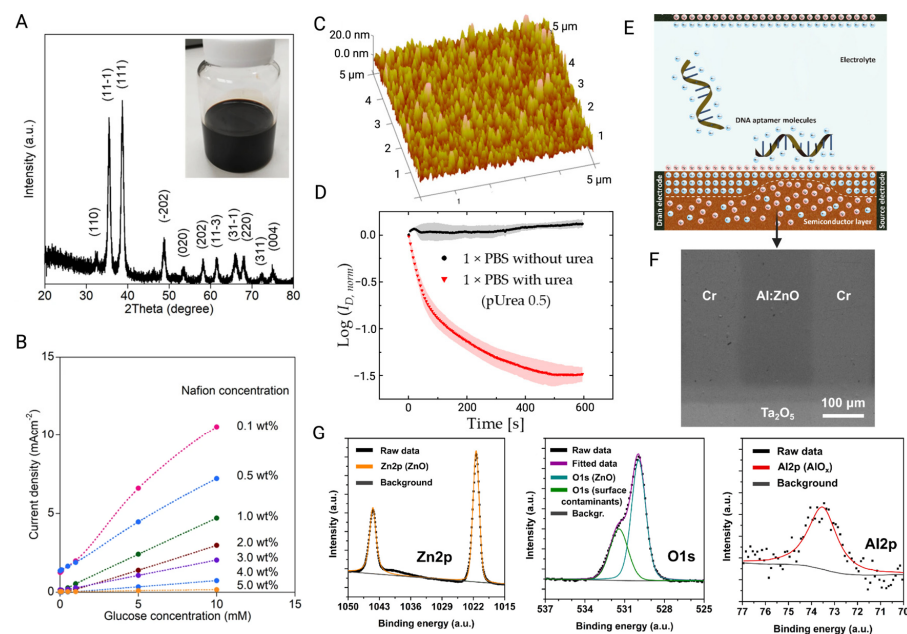 A
Intensity (a.u.)
(110)
(11-1)
(111)
(-202)
(020)
(202)
(11-3)
(31-1)
(220)
(311)
(004)
20 30 40 50 60 70 80
2Theta (degree)
B
Current density (mAcm-2)
15
10
5
0
Nafion concentration
0.1 wt%
0.5 wt%
1.0 wt%
2.0 wt%
3.0 wt%
4.0 wt%
5.0 wt%
0 5 10 15
Glucose concentration (mM)
C
20.0 nm
0.0 nm
5 µm
4
3
2
1
5 µm
4
3
2
1
1
5 µm
D
Log (ID, norm)
0.0
−0.5
−1.0
−1.5
1 × PBS without urea
1 × PBS with urea
(pUrea 0.5)
0 200 400 600
Time [s]
E
Electrolyte
DNA aptamer molecules
Drain electrode
Source electrode
Semiconductor layer
F
Cr Al:ZnO Cr
Ta2O5
100 µm
G
Intensity (a.u.)
Raw data
Zn2p (ZnO)
Background
Zn2p
1050 1043 1036 1029 1022 1015
Binding energy (a.u.)
Intensity (a.u.)
Raw data
Fitted data
O1s (ZnO)
O1s (surface
contaminants)
Backgr.
O1s
537 534 531 528 525
Binding energy (a.u.)
Intensity (a.u.)
Raw data
Al2p (AlOx)
Background
Al2p
77 76 75 74 73 72 71 70
Binding energy (a.u.)